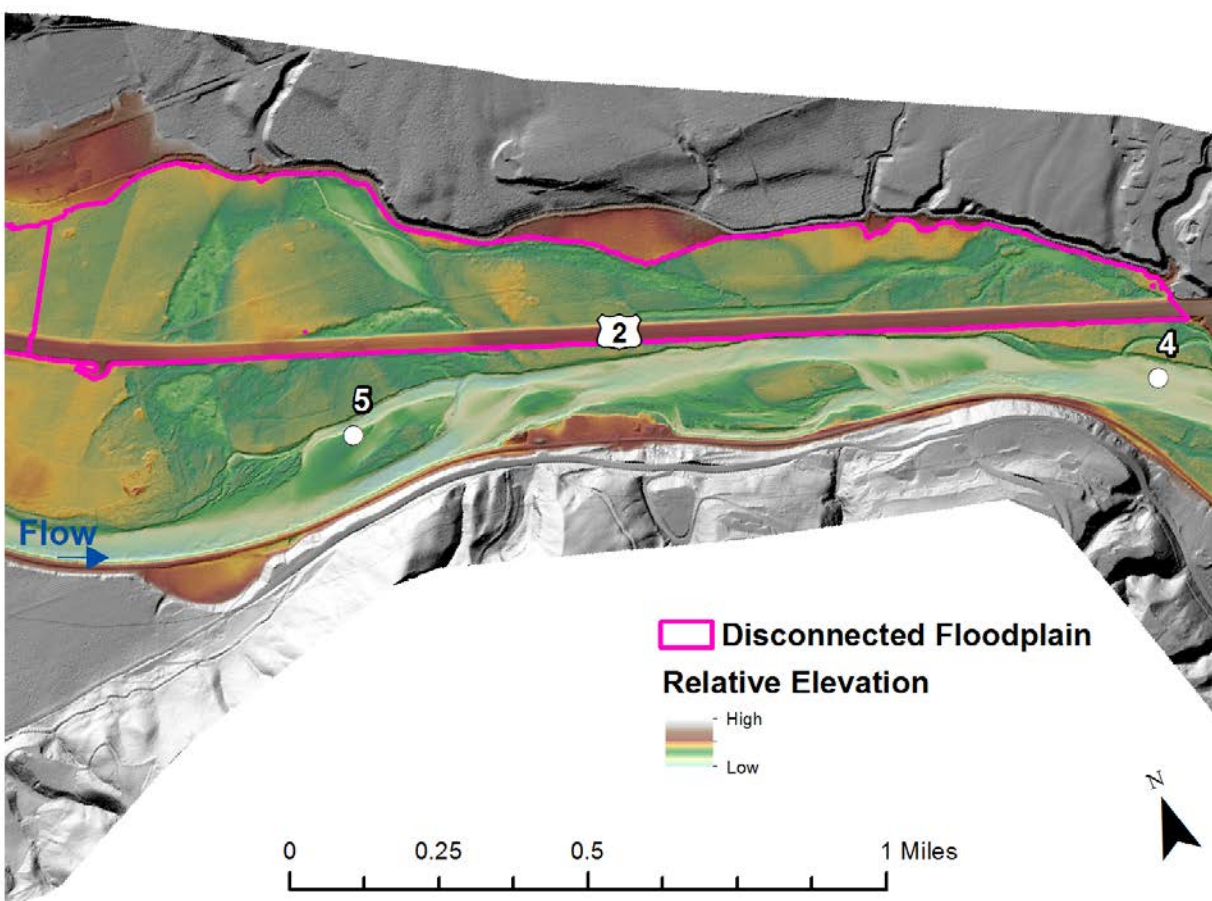 2
4
5
Flow
Disconnected Floodplain
Relative Elevation
High
Low
N
0 0.25 0.5 1 Miles